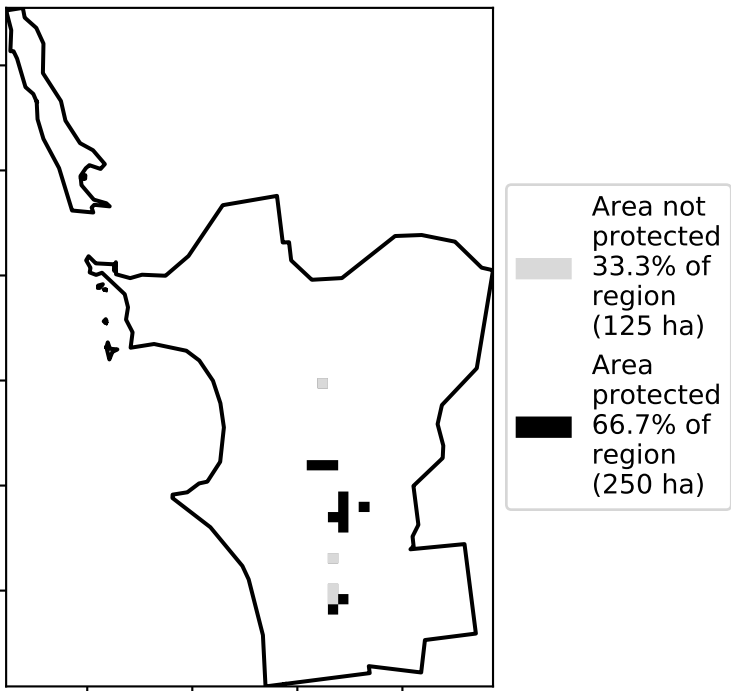 Area not
protected
33.3% of
region
(125 ha)
Area
protected
66.7% of
region
(250 ha)